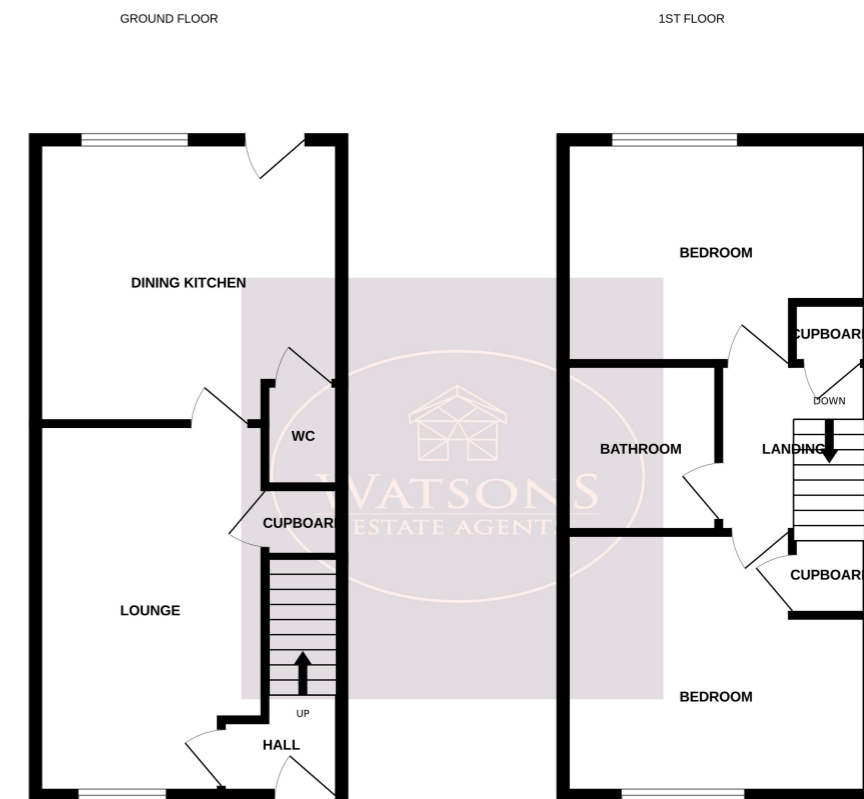 GROUND FLOOR
1ST FLOOR
DINING KITCHEN
WC
CUPBOAR
LOUNGE
UP
HALL
BEDROOM
CUPBOAR
DOWN
BATHROOM
LANDING
CUPBOAR
BEDROOM
WATSONS
ESTATE AGENTS